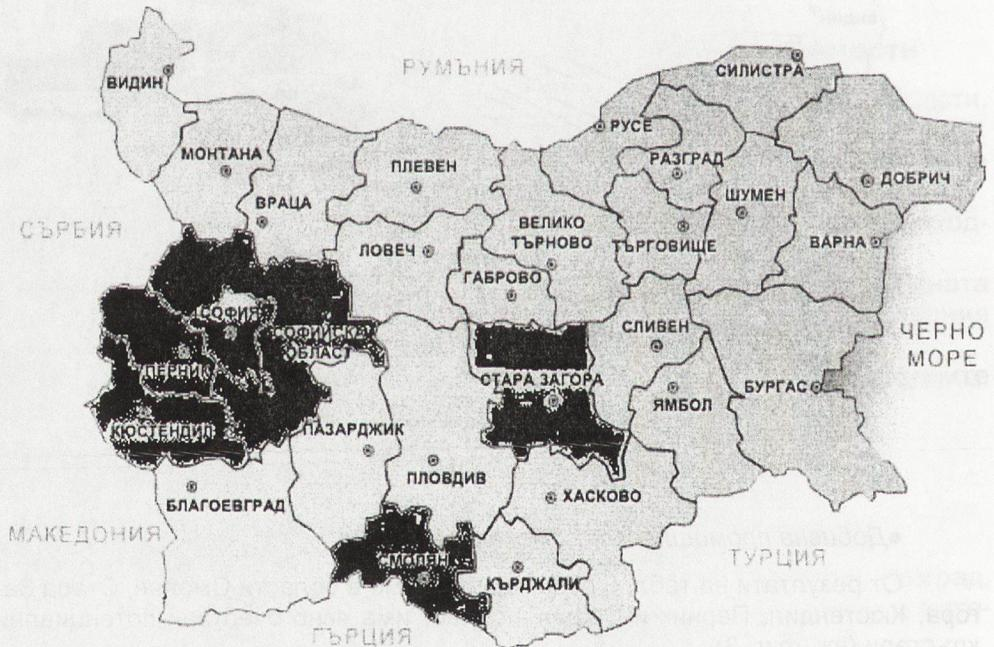 РУМЪНИЯ
ВИДИН
СИЛИСТРА
РУСЕ
МОНТАНА
ПЛЕВЕН
РАЗГРАД
ДОБРИЧ
ШУМЕН
ВРАЦА
ВЕЛИКО
ТЪРНОВО
СЪРБИЯ
ЛОВЕЧ
ТЪРГОВИЩЕ
ВАРНА
ГАБРОВО
СОФИЯ
СОФИЙСКА
ОБЛАСТ
СЛИВЕН
ЧЕРНО
МОРЕ
ПЕРНИК
СТАРА ЗАГОРА
ЯМБОЛ
БУРГАС
КЮСТЕНДИЛ
ПАЗАРДЖИК
ПЛОВДИВ
БЛАГОЕВГРАД
ХАСКОВО
МАКЕДОНИЯ
СМОЛЯН
КЪРДЖАЛИ
ТУРЦИЯ
ГЪРЦИЯ